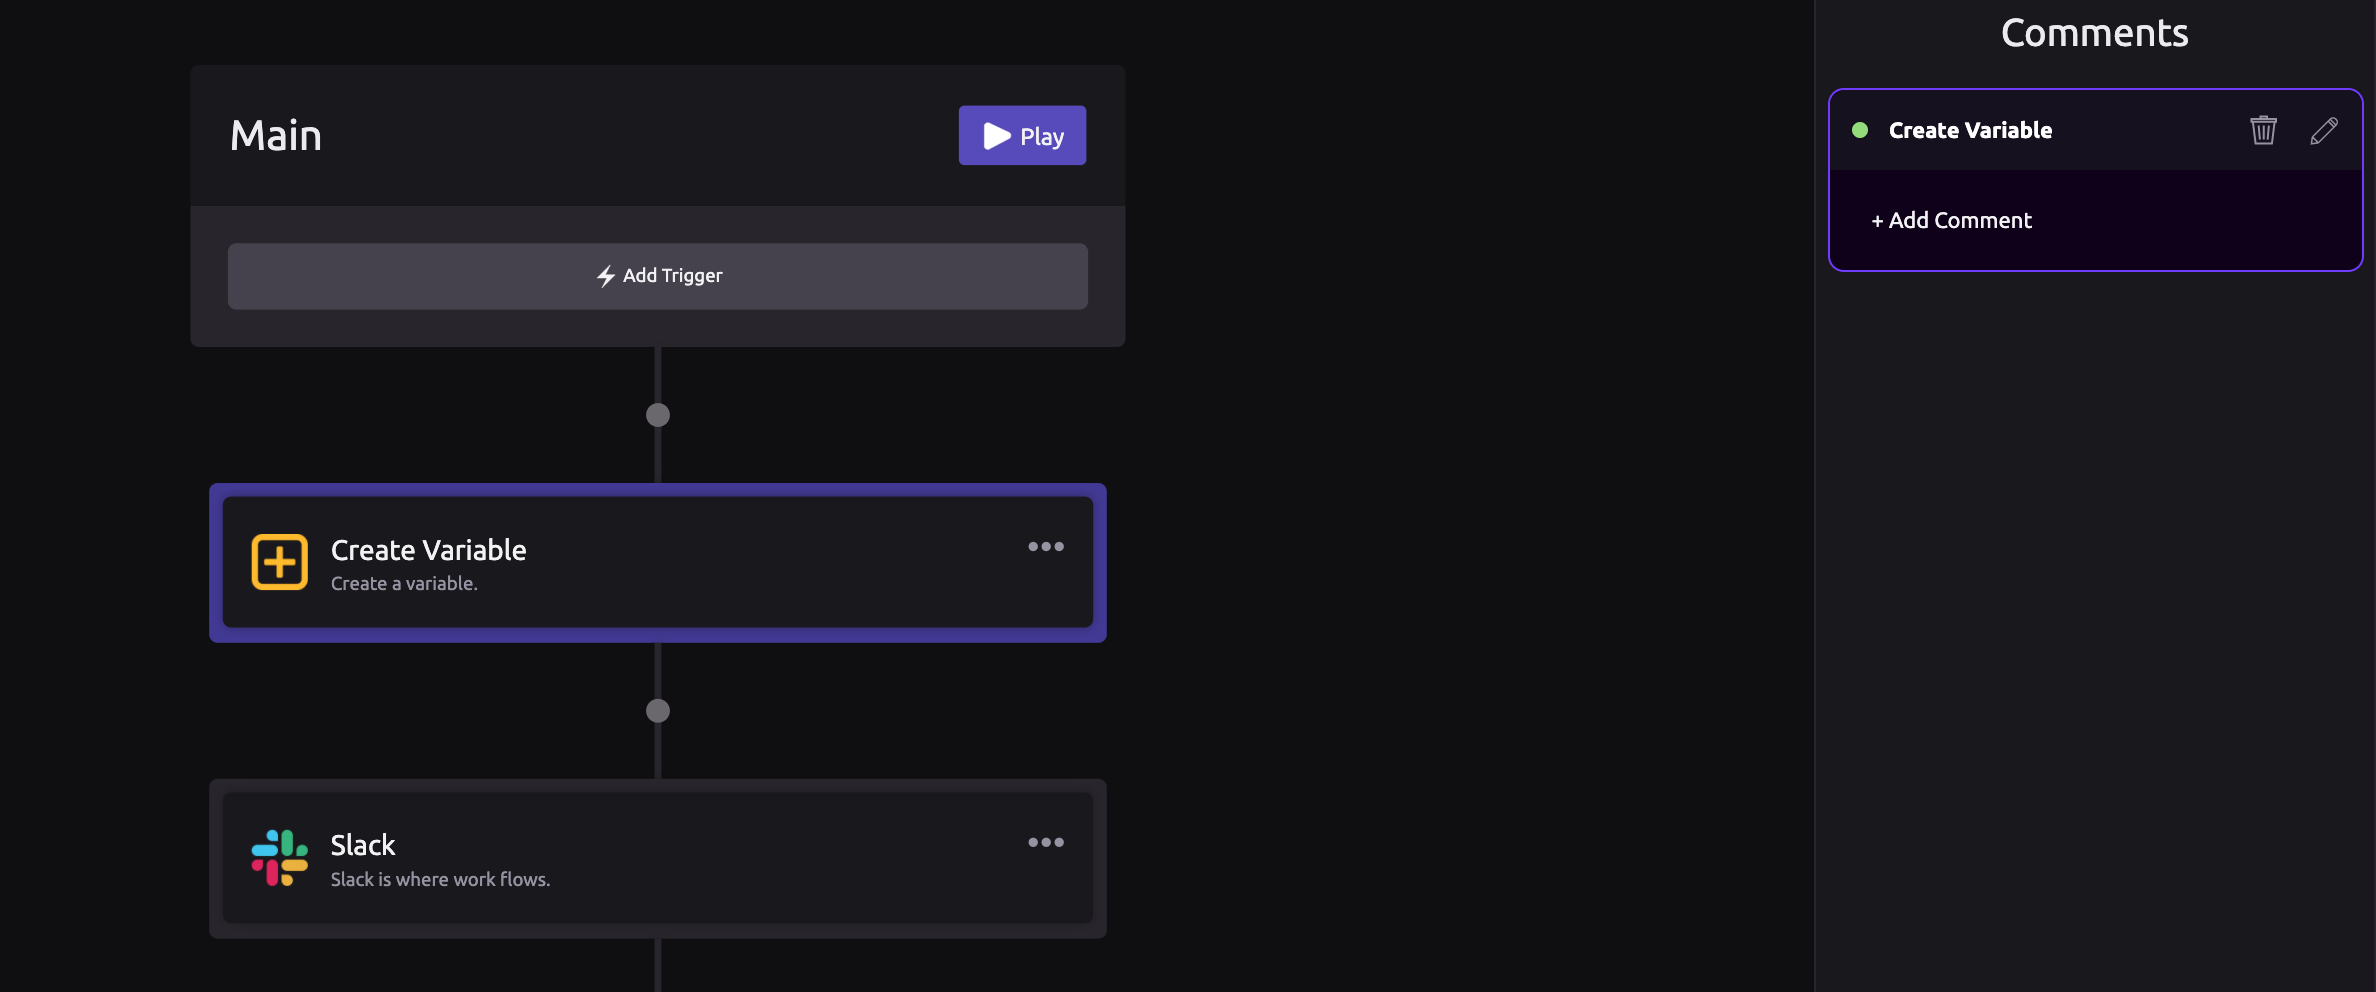 Main
Play
Add Trigger
Create Variable
Create a variable.
Slack
Slack is where work flows.
Comments
Create Variable
+ Add Comment